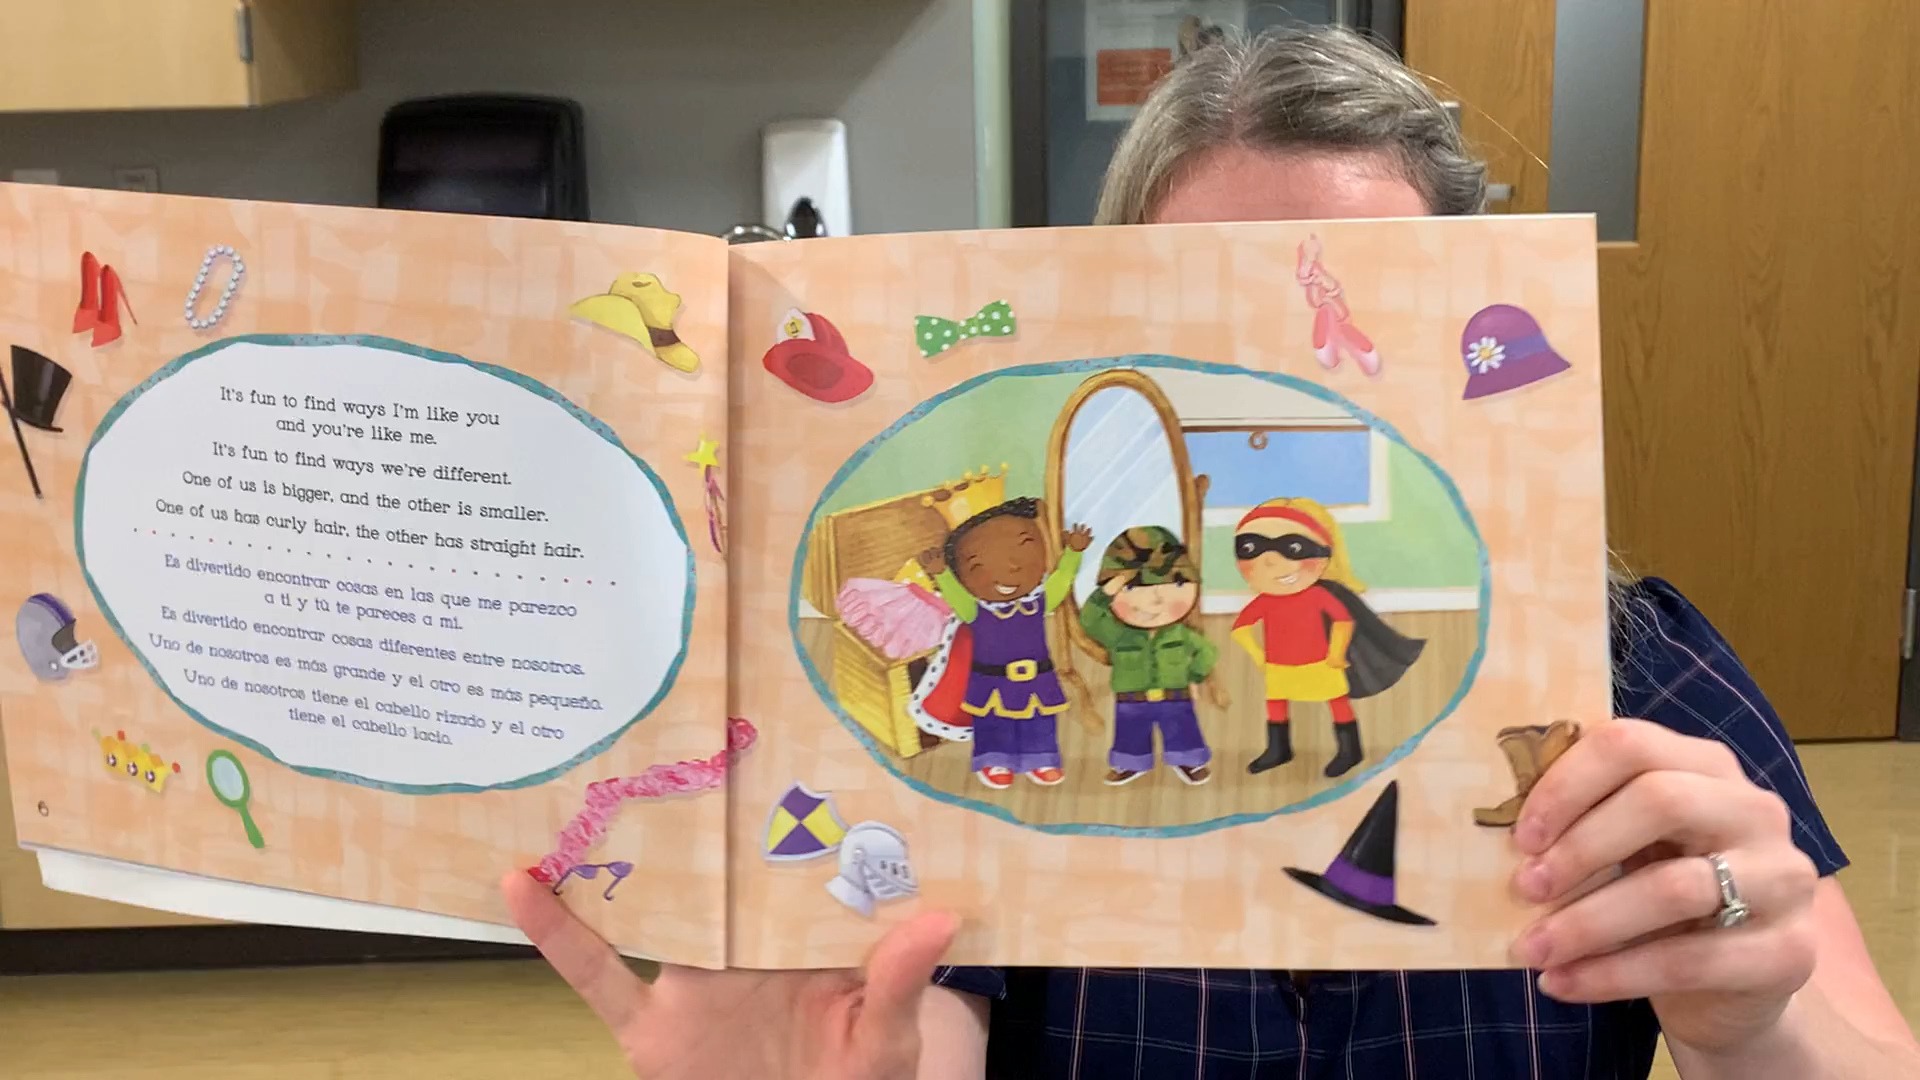 It's fun to find ways I'm like you
and you're like me.
It's fun to find ways we're different.
One of us is bigger, and the other is smaller.
One of us has curly hair, the other has straight hair.
Es divertido encontrar cosas en las que me parezco
a ti y tú te pareces a mí.
Es divertido encontrar cosas diferentes entre nosotros.
Uno de nosotros es más grande y el otro es más pequeño.
Uno de nosotros tiene el cabello rizado y el otro
tiene el cabello lacio.
6